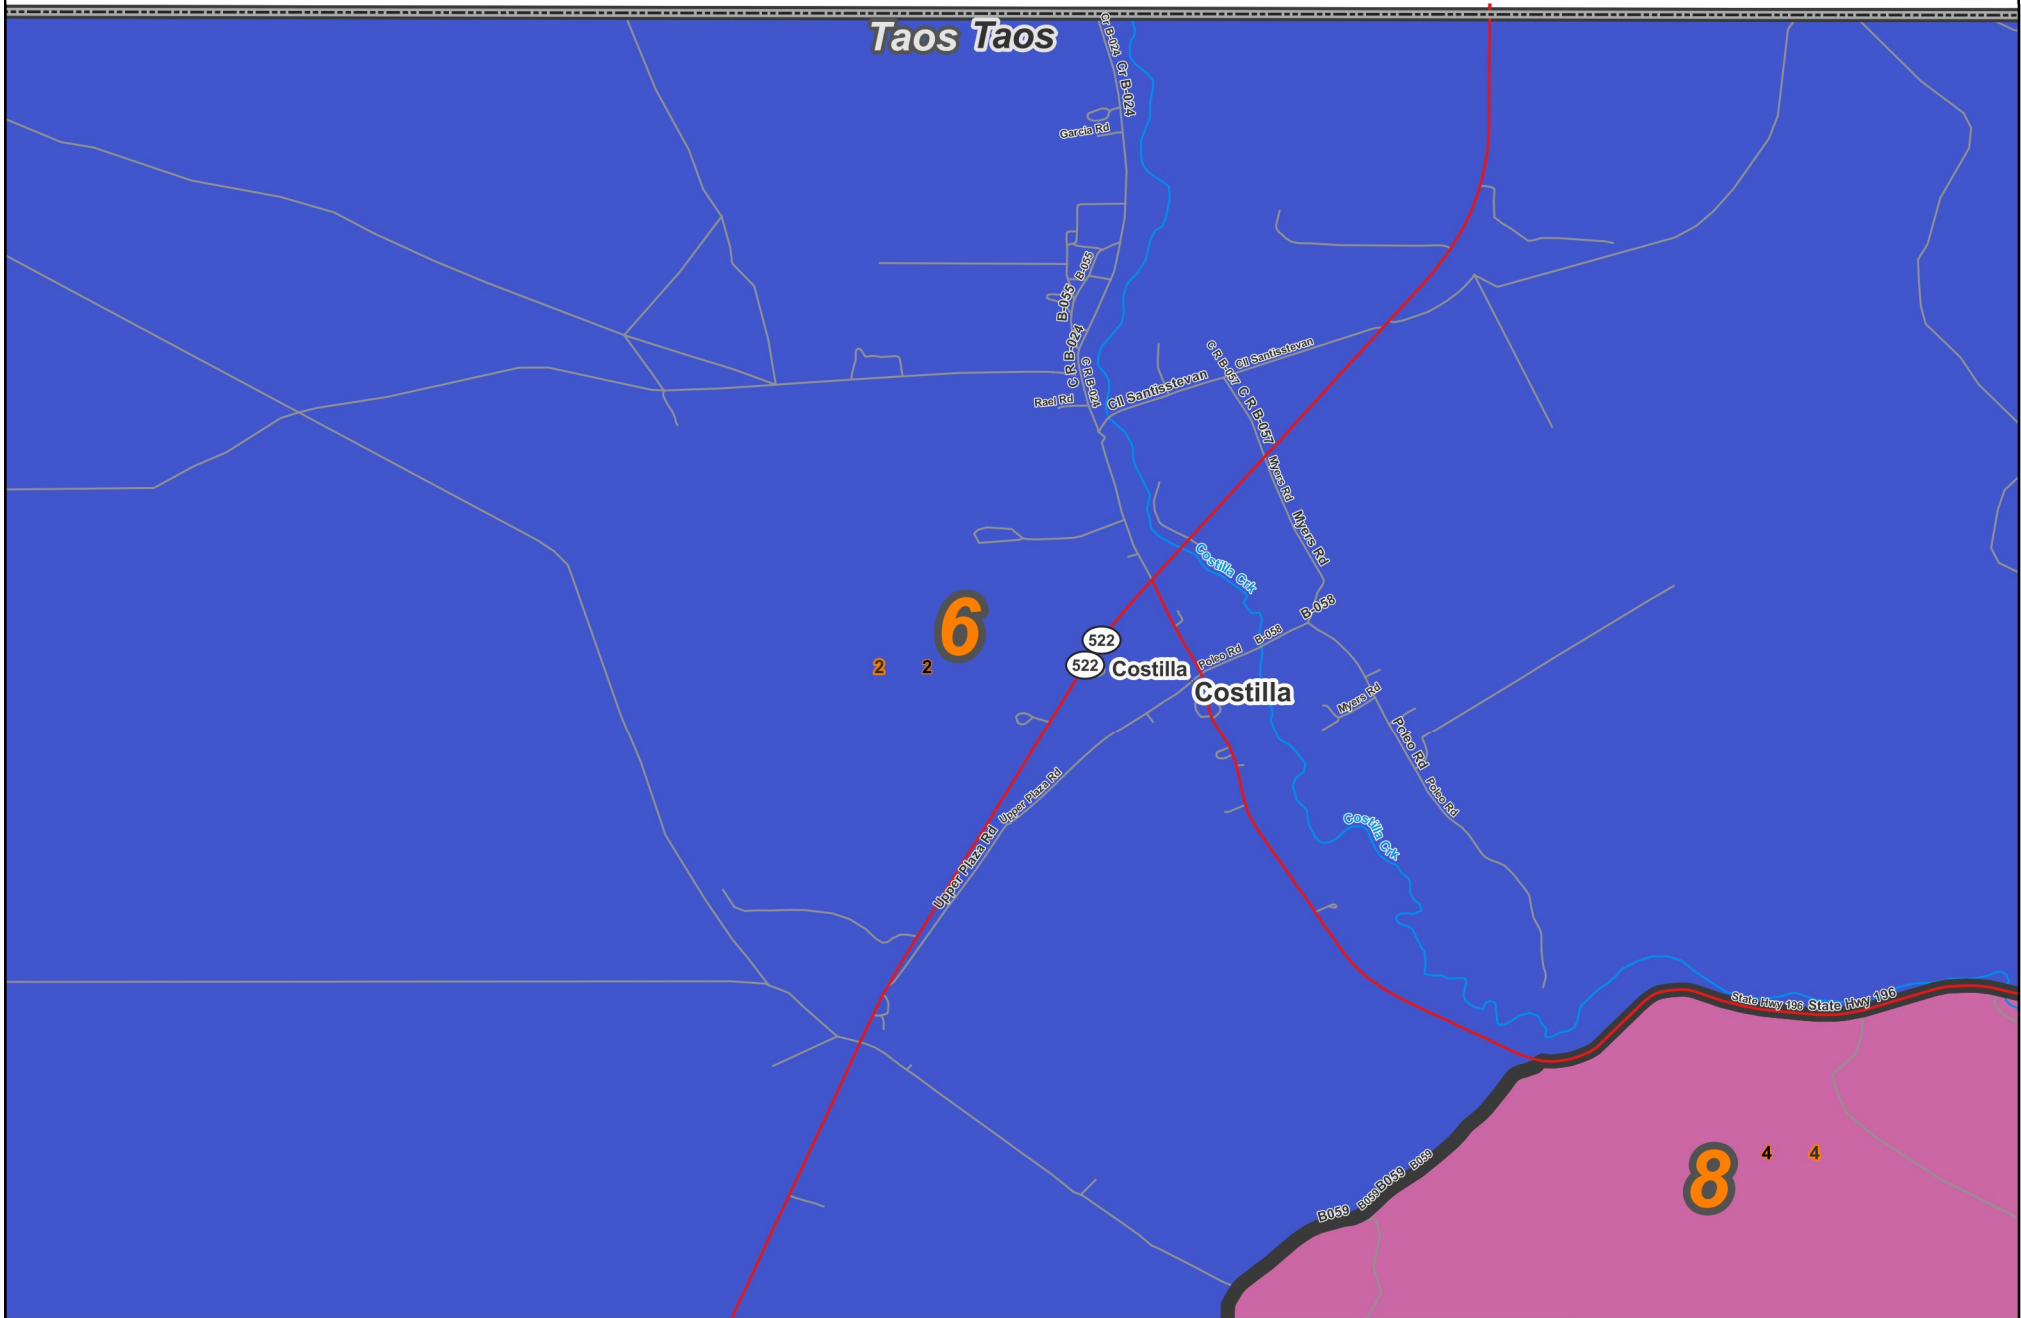 Taos Taos
Cr B-024
Cr B-024
Garcia Rd
B-055
B-055
C R B-024
C R B-024
Rael Rd
Cll Santisstevan
Cll Santisstevan
C R B-057
C R B-057
Myers Rd
Myers Rd
Costilla Crk
B-058
B-058
Poleo Rd
6
2 2
522
522
Costilla
Costilla
Myers Rd
Poleo Rd
Poleo Rd
Upper Plaza Rd
Upper Plaza Rd
Costilla Crk
State Hwy 196 State Hwy 196
8
4 4
B059
B059
B059
B059